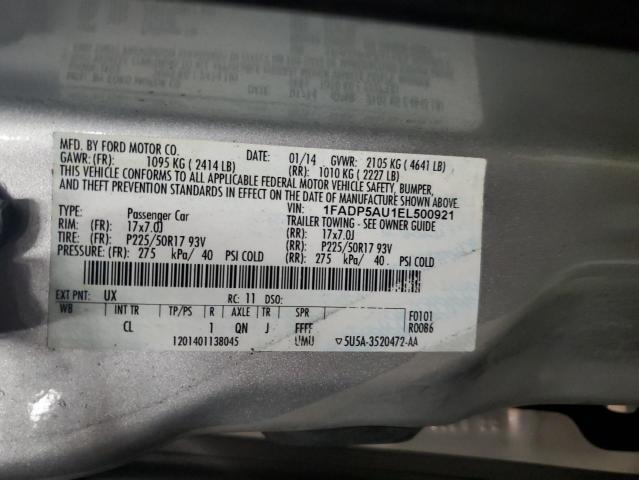 MFD. BY FORD MOTOR CO.
DATE: 01/14 GVWR: 2105 KG (4641 LB)
GAWR: (FR): 1095 KG (2414 LB) (RR): 1010 KG (2227 LB)
THIS VEHICLE CONFORMS TO ALL APPLICABLE FEDERAL MOTOR VEHICLE SAFETY, BUMPER,
AND THEFT PREVENTION STANDARDS IN EFFECT ON THE DATE OF MANUFACTURE SHOWN ABOVE.
VIN: 1FADP5AU1EL500921
TYPE: Passenger Car TRAILER TOWING - SEE OWNER GUIDE
RIM: (FR): 17x7.0J (RR): 17x7.0J
TIRE: (FR): P225/50R17 93V (RR): P225/50R17 93V
PRESSURE: (FR): 275 kPa/ 40 PSI COLD (RR): 275 kPa/ 40 PSI COLD
EXT PNT: UX RC: 11 DSO:
WB INT TR TP/PS R AXLE TR SPR F0101
CL 1 QN J FFFF R0086
1201401138045 UMU ▽5U5A-3520472-AA